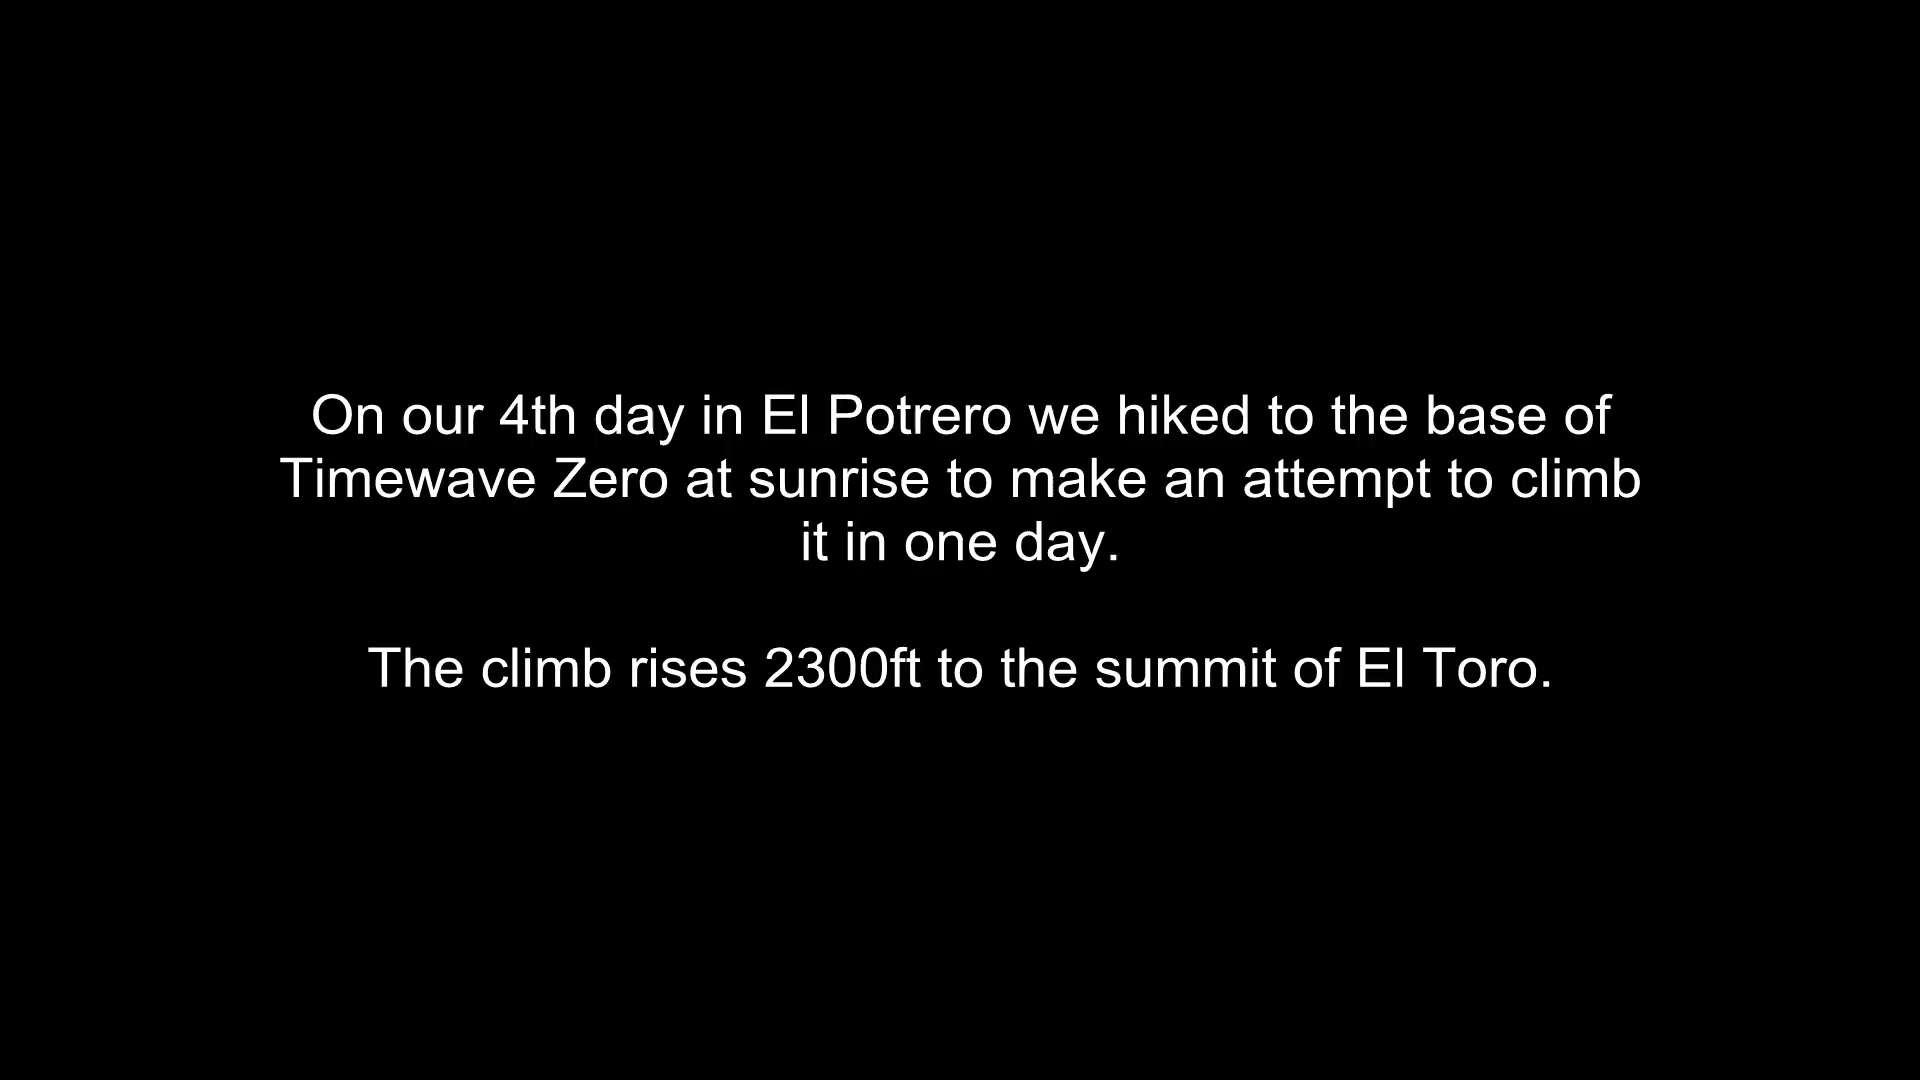 On our 4th day in El Potrero we hiked to the base of
Timewave Zero at sunrise to make an attempt to climb
it in one day.
The climb rises 2300ft to the summit of El Toro.